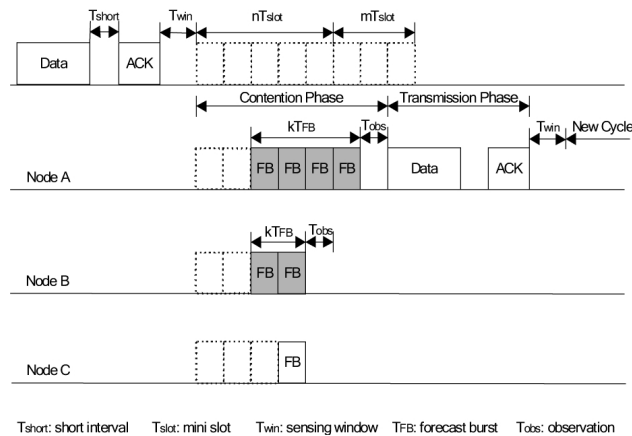 Tshort Twin nTslot mTslot
Data ACK
Contention Phase Transmission Phase
kTFB Tobs Twin New Cycle
Node A FB FB FB FB Data ACK
kTFB Tobs
Node B FB FB
Node C FB
Tshort: short interval Tslot: mini slot Twin: sensing window TFB: forecast burst Tobs: observation